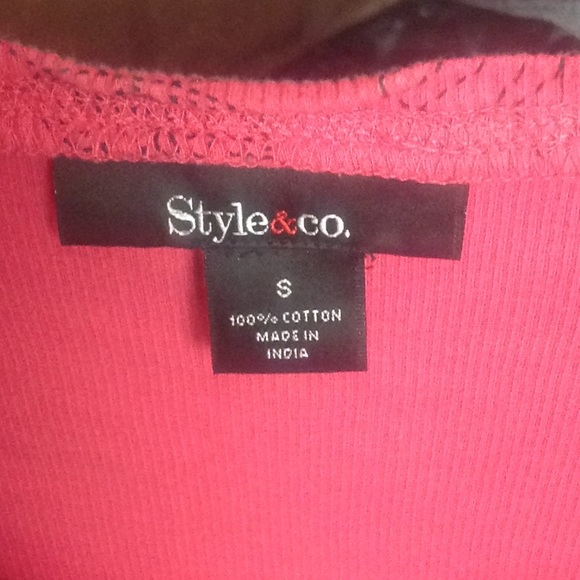 Style&co.
S
100% COTTON
MADE IN
INDIA